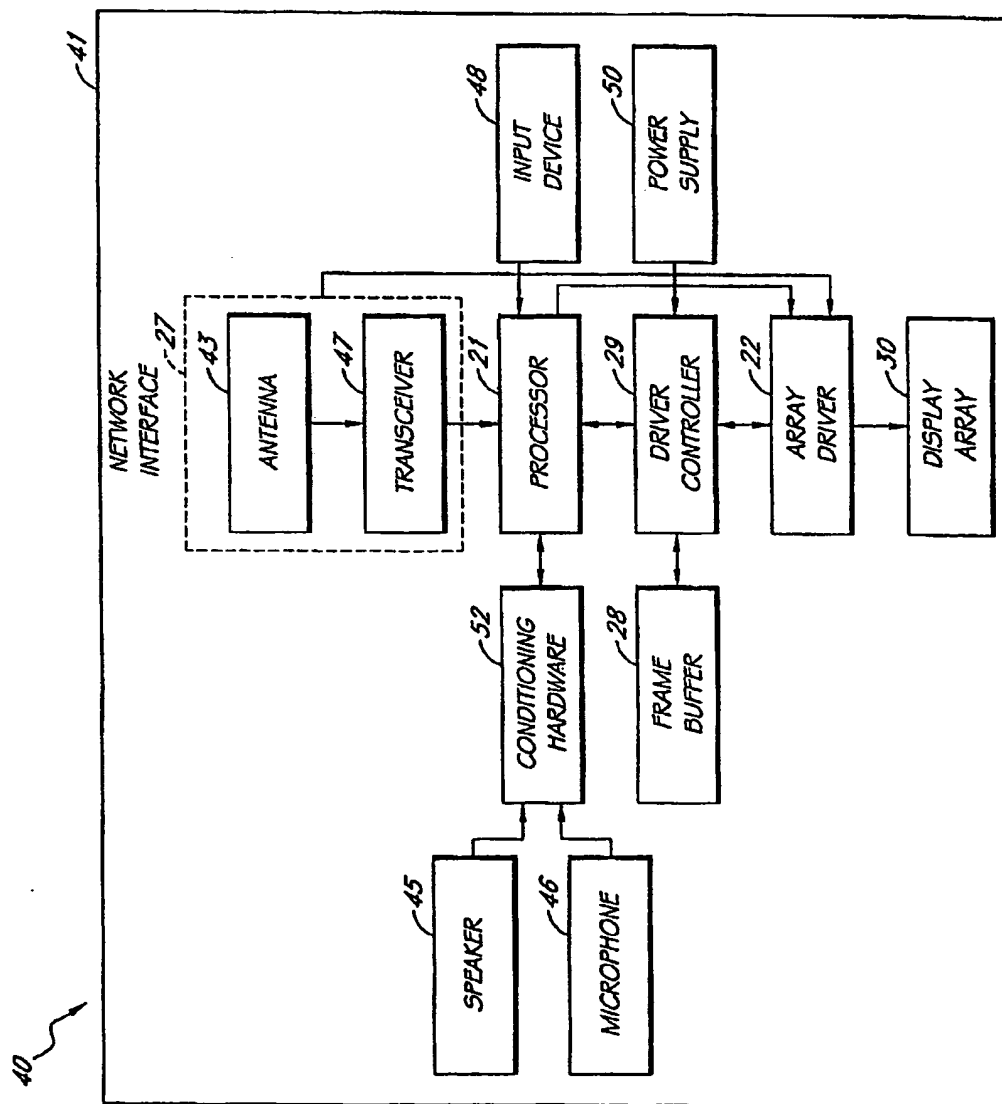 40
41
NETWORK
INTERFACE
27
43
ANTENNA
47
TRANSCEIVER
21
PROCESSOR
29
DRIVER
CONTROLLER
22
ARRAY
DRIVER
30
DISPLAY
ARRAY
48
INPUT
DEVICE
50
POWER
SUPPLY
52
CONDITIONING
HARDWARE
28
FRAME
BUFFER
45
SPEAKER
46
MICROPHONE